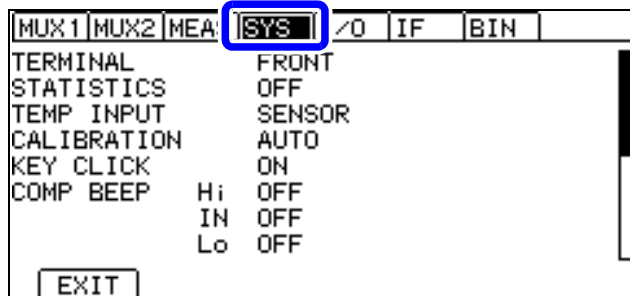 MUX1 MUX2 MEA SYS /O IF BIN
TERMINAL FRONT
STATISTICS OFF
TEMP INPUT SENSOR
CALIBRATION AUTO
KEY CLICK ON
COMP BEEP Hi OFF
IN OFF
Lo OFF
EXIT